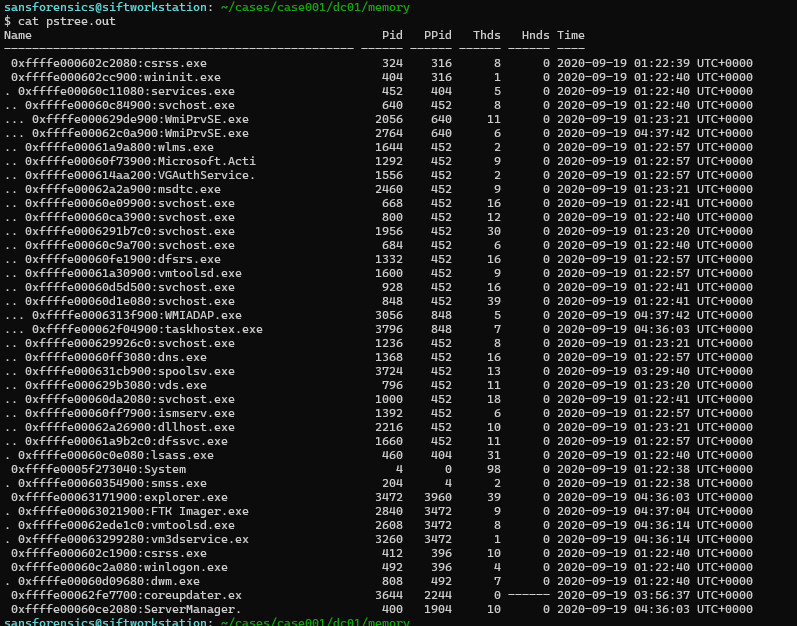 sansforensics@siftworkstation: ~/cases/case001/dc01/memory
$ cat pstree.out
Name                                                  Pid   PPid   Thds   Hnds Time
-------------------------------------------------- ------ ------ ------ ------ ----
 0xffffe000602c2080:csrss.exe                         324    316      8      0 2020-09-19 01:22:39 UTC+0000
 0xffffe000602cc900:wininit.exe                       404    316      1      0 2020-09-19 01:22:40 UTC+0000
. 0xffffe00060c11080:services.exe                     452    404      5      0 2020-09-19 01:22:40 UTC+0000
.. 0xffffe00060c84900:svchost.exe                     640    452      8      0 2020-09-19 01:22:40 UTC+0000
... 0xffffe000629de900:WmiPrvSE.exe                  2056    640     11      0 2020-09-19 01:23:21 UTC+0000
... 0xffffe00062c0a900:WmiPrvSE.exe                  2764    640      6      0 2020-09-19 04:37:42 UTC+0000
.. 0xffffe00061a9a800:wlms.exe                       1644    452      2      0 2020-09-19 01:22:57 UTC+0000
.. 0xffffe00060f73900:Microsoft.Acti                 1292    452      9      0 2020-09-19 01:22:57 UTC+0000
.. 0xffffe000614aa200:VGAuthService.                 1556    452      2      0 2020-09-19 01:22:57 UTC+0000
.. 0xffffe00062a2a900:msdtc.exe                      2460    452      9      0 2020-09-19 01:23:21 UTC+0000
.. 0xffffe00060e09900:svchost.exe                     668    452     16      0 2020-09-19 01:22:41 UTC+0000
.. 0xffffe00060ca3900:svchost.exe                     800    452     12      0 2020-09-19 01:22:40 UTC+0000
.. 0xffffe0006291b7c0:svchost.exe                    1956    452     30      0 2020-09-19 01:23:20 UTC+0000
.. 0xffffe00060c9a700:svchost.exe                     684    452      6      0 2020-09-19 01:22:40 UTC+0000
.. 0xffffe00060fe1900:dfsrs.exe                      1332    452     16      0 2020-09-19 01:22:57 UTC+0000
.. 0xffffe00061a30900:vmtoolsd.exe                   1600    452      9      0 2020-09-19 01:22:57 UTC+0000
.. 0xffffe00060d5d500:svchost.exe                     928    452     16      0 2020-09-19 01:22:41 UTC+0000
.. 0xffffe00060d1e080:svchost.exe                     848    452     39      0 2020-09-19 01:22:41 UTC+0000
... 0xffffe0006313f900:WMIADAP.exe                   3056    848      5      0 2020-09-19 04:37:42 UTC+0000
... 0xffffe00062f04900:taskhostex.exe                3796    848      7      0 2020-09-19 04:36:03 UTC+0000
.. 0xffffe000629926c0:svchost.exe                    1236    452      8      0 2020-09-19 01:23:21 UTC+0000
.. 0xffffe00060ff3080:dns.exe                        1368    452     16      0 2020-09-19 01:22:57 UTC+0000
.. 0xffffe000631cb900:spoolsv.exe                    3724    452     13      0 2020-09-19 03:29:40 UTC+0000
.. 0xffffe000629b3080:vds.exe                         796    452     11      0 2020-09-19 01:23:20 UTC+0000
.. 0xffffe00060da2080:svchost.exe                    1000    452     18      0 2020-09-19 01:22:41 UTC+0000
.. 0xffffe00060ff7900:ismserv.exe                    1392    452      6      0 2020-09-19 01:22:57 UTC+0000
.. 0xffffe00062a26900:dllhost.exe                    2216    452     10      0 2020-09-19 01:23:21 UTC+0000
.. 0xffffe00061a9b2c0:dfssvc.exe                     1660    452     11      0 2020-09-19 01:22:57 UTC+0000
. 0xffffe00060c0e080:lsass.exe                        460    404     31      0 2020-09-19 01:22:40 UTC+0000
 0xffffe0005f273040:System                              4      0     98      0 2020-09-19 01:22:38 UTC+0000
. 0xffffe00060354900:smss.exe                         204      4      2      0 2020-09-19 01:22:38 UTC+0000
 0xffffe00063171900:explorer.exe                     3472   3960     39      0 2020-09-19 04:36:03 UTC+0000
. 0xffffe00063021900:FTK Imager.exe                  2840   3472      9      0 2020-09-19 04:37:04 UTC+0000
. 0xffffe00062ede1c0:vmtoolsd.exe                    2608   3472      8      0 2020-09-19 04:36:14 UTC+0000
. 0xffffe00063299280:vm3dservice.ex                  3260   3472      1      0 2020-09-19 04:36:14 UTC+0000
 0xffffe000602c1900:csrss.exe                         412    396     10      0 2020-09-19 01:22:40 UTC+0000
 0xffffe00060c2a080:winlogon.exe                      492    396      4      0 2020-09-19 01:22:40 UTC+0000
. 0xffffe00060d09680:dwm.exe                          808    492      7      0 2020-09-19 01:22:40 UTC+0000
 0xffffe00062fe7700:coreupdater.ex                   3644   2244      0 ------ 2020-09-19 03:56:37 UTC+0000
 0xffffe00060ce2080:ServerManager.                    400   1904     10      0 2020-09-19 04:36:03 UTC+0000
sansforensics@siftworkstation: ~/cases/case001/dc01/memory